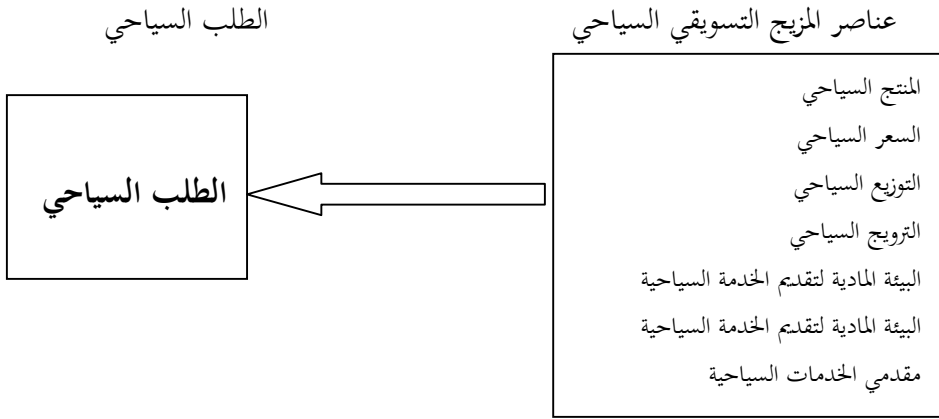 عناصر المزيج التسويقي السياحي
الطلب السياحي
المنتج السياحي
السعر السياحي
التوزيع السياحي
الترويج السياحي
البيئة المادية لتقديم الخدمة السياحية
البيئة المادية لتقديم الخدمة السياحية
مقدمي الخدمات السياحية
الطلب السياحي